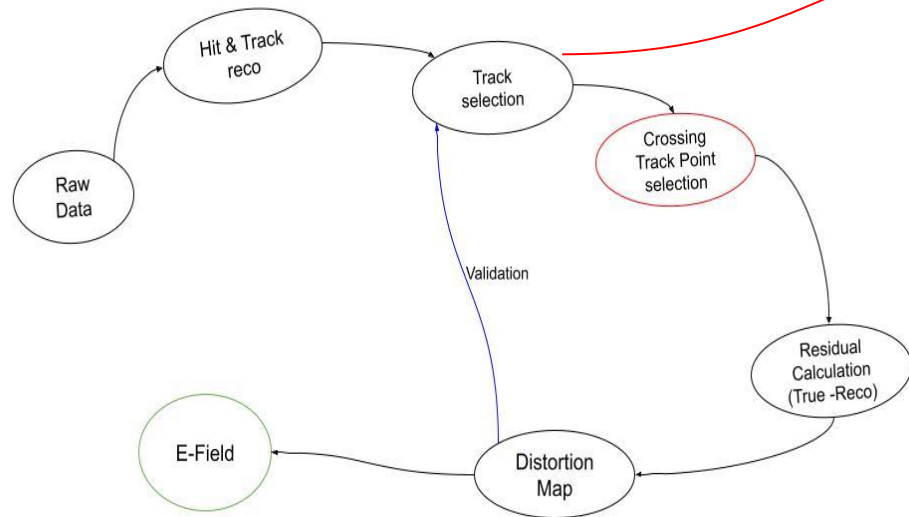 Hit & Track
reco
Track
selection
Crossing
Track Point
selection
Raw
Data
Validation
Residual
Calculation
(True -Reco)
E-Field
Distortion
Map